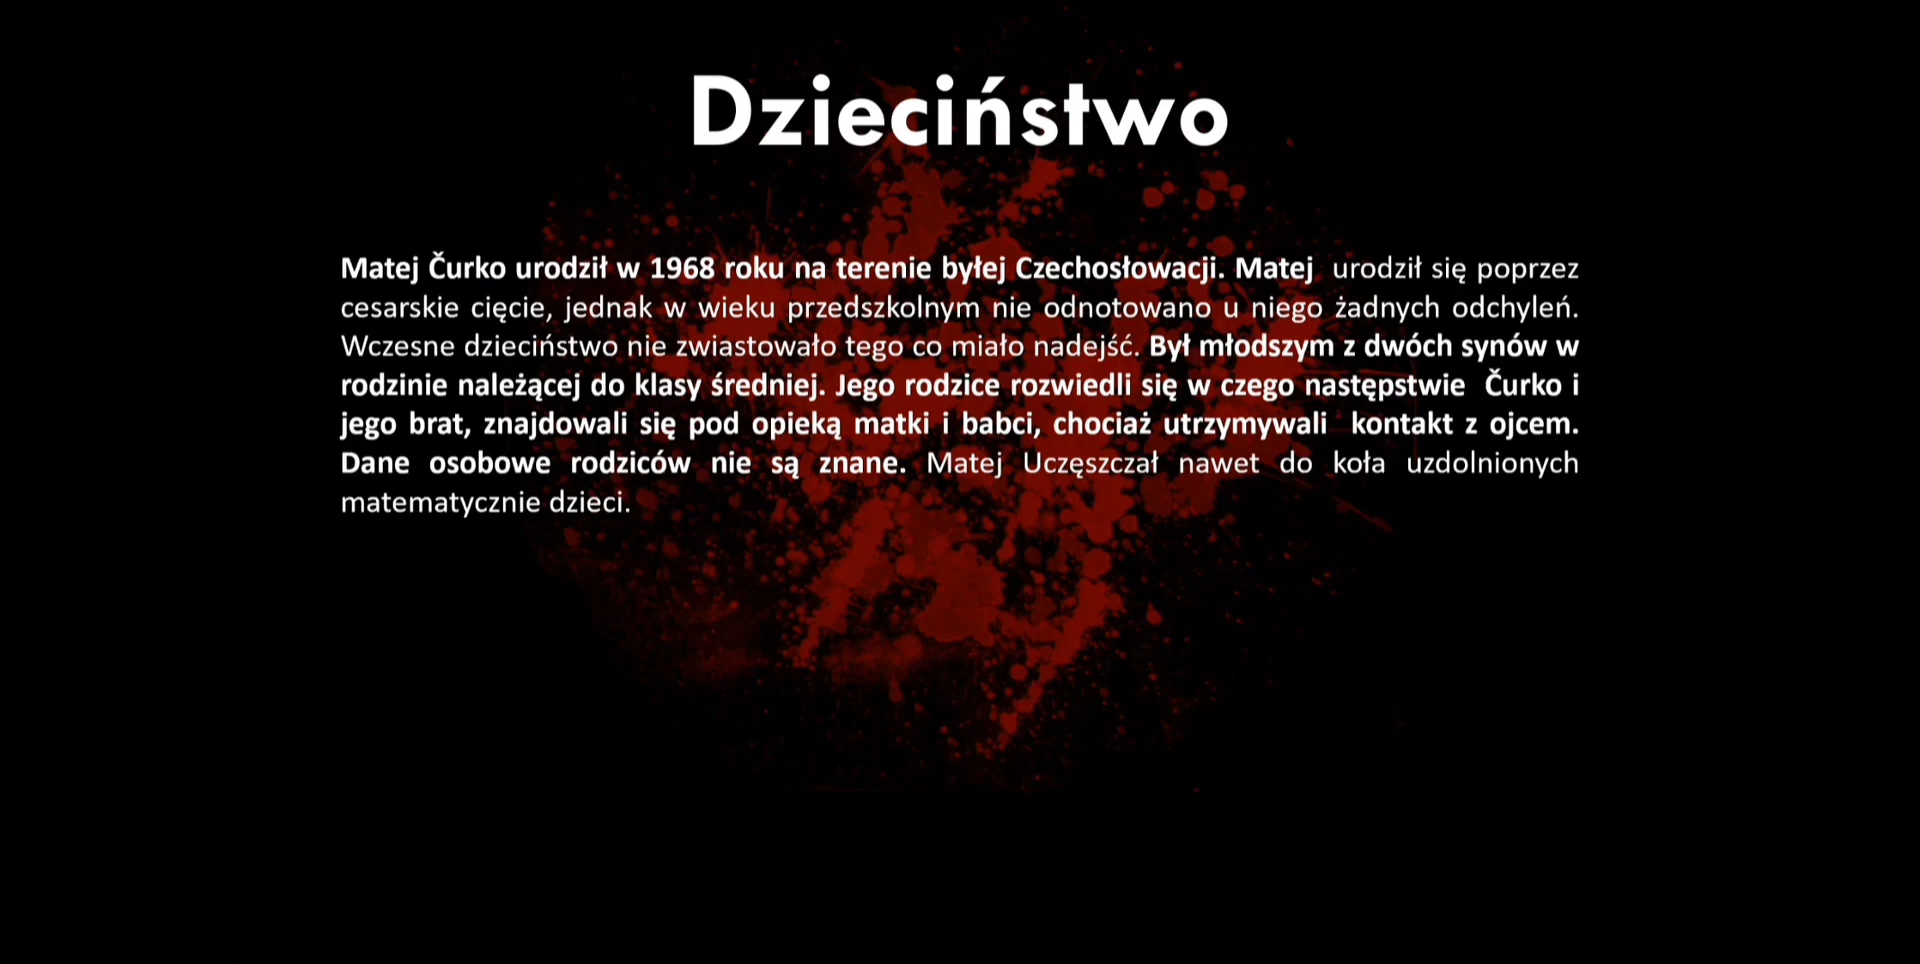 Dzieciństwo
Matej Čurko urodził w 1968 roku na terenie byłej Czechosłowacji. Matej urodził się poprzez
cesarskie cięcie, jednak w wieku przedszkolnym nie odnotowano u niego żadnych odchyleń.
Wczesne dzieciństwo nie zwiastowało tego co miało nadejść. Był młodszym z dwóch synów w
rodzinie należącej do klasy średniej. Jego rodzice rozwiedli się w czego następstwie Čurko i
jego brat, znajdowali się pod opieką matki i babci, chociaż utrzymywali kontakt z ojcem.
Dane osobowe rodziców nie są znane. Matej Uczęszczał nawet do koła uzdolnionych
matematycznie dzieci.